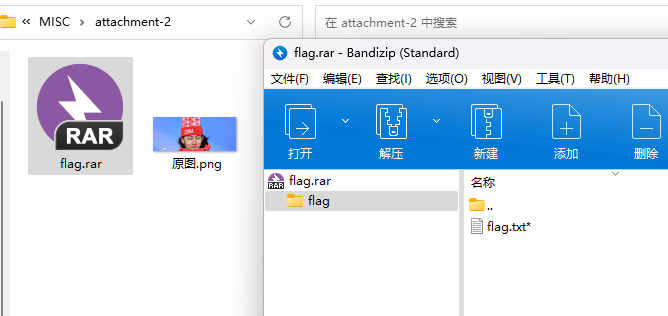 « MISC > attachment-2 >
在 attachment-2 中搜索
RAR
flag.rar
原图.png
flag.rar - Bandizip (Standard)
文件(F) 编辑(E) 查找(I) 选项(O) 视图(V) 工具(T) 帮助(H)
打开 解压 新建 添加 删除
RAR flag.rar
flag
名称
..
flag.txt*